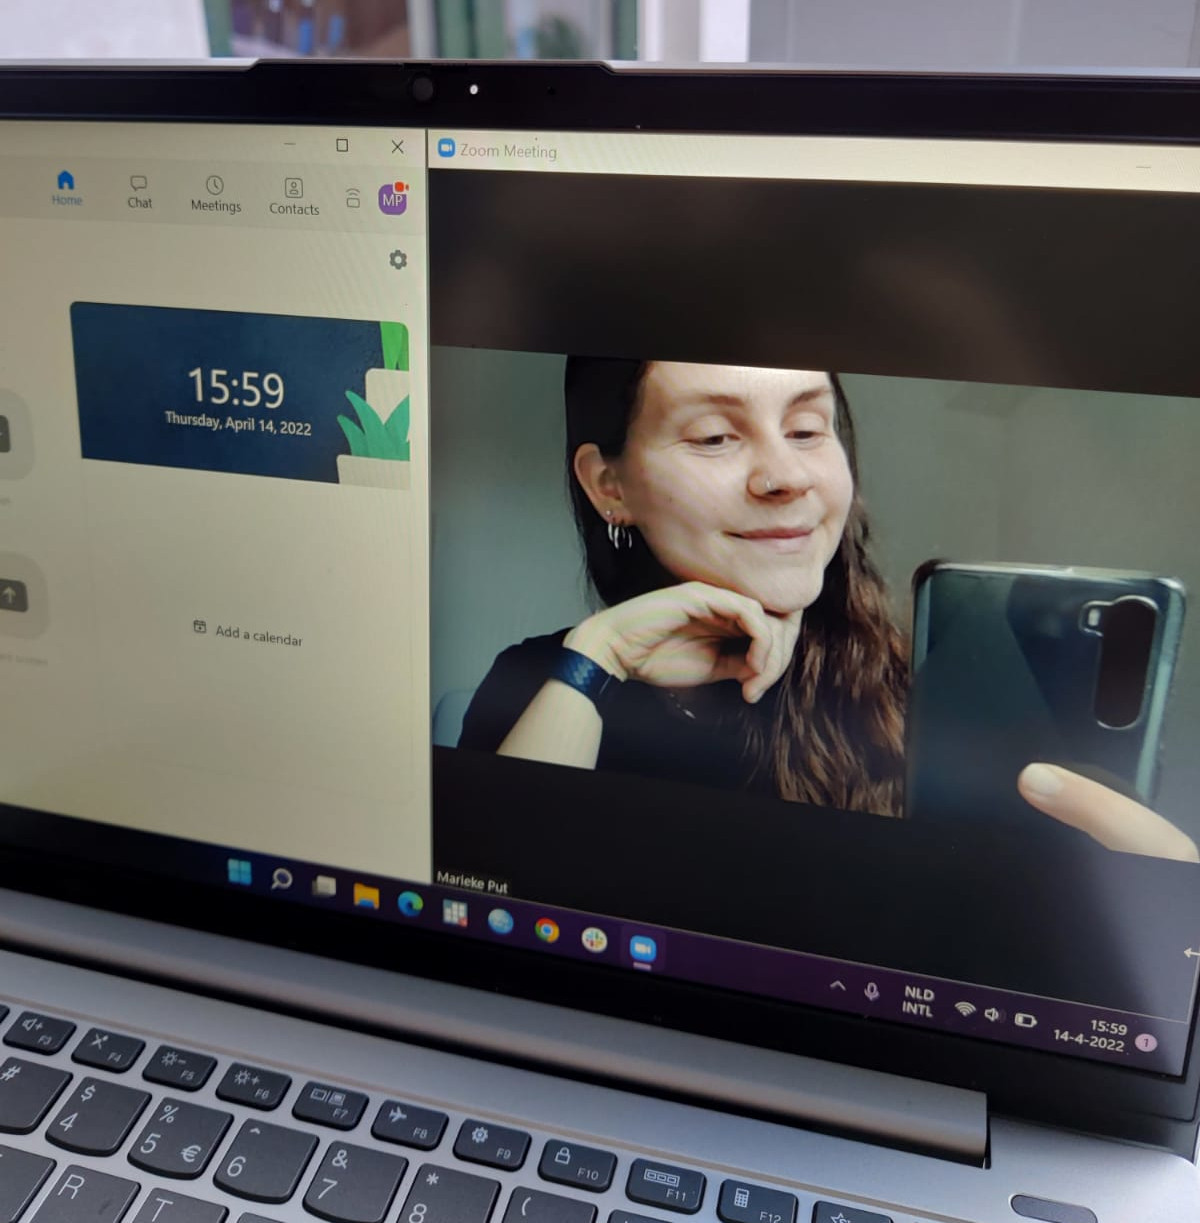 Zoom Meeting
Home
Chat
Meetings
Contacts
MP
15:59
Thursday, April 14, 2022
Add a calendar
Marieke Put
NLD
INTL
15:59
14-4-2022
1
F3
F4
F5
F6
F7
F8
F9
F10
F11
F12
#
$
4
%
5 €
^
6
&
7
*
8
(
R
T